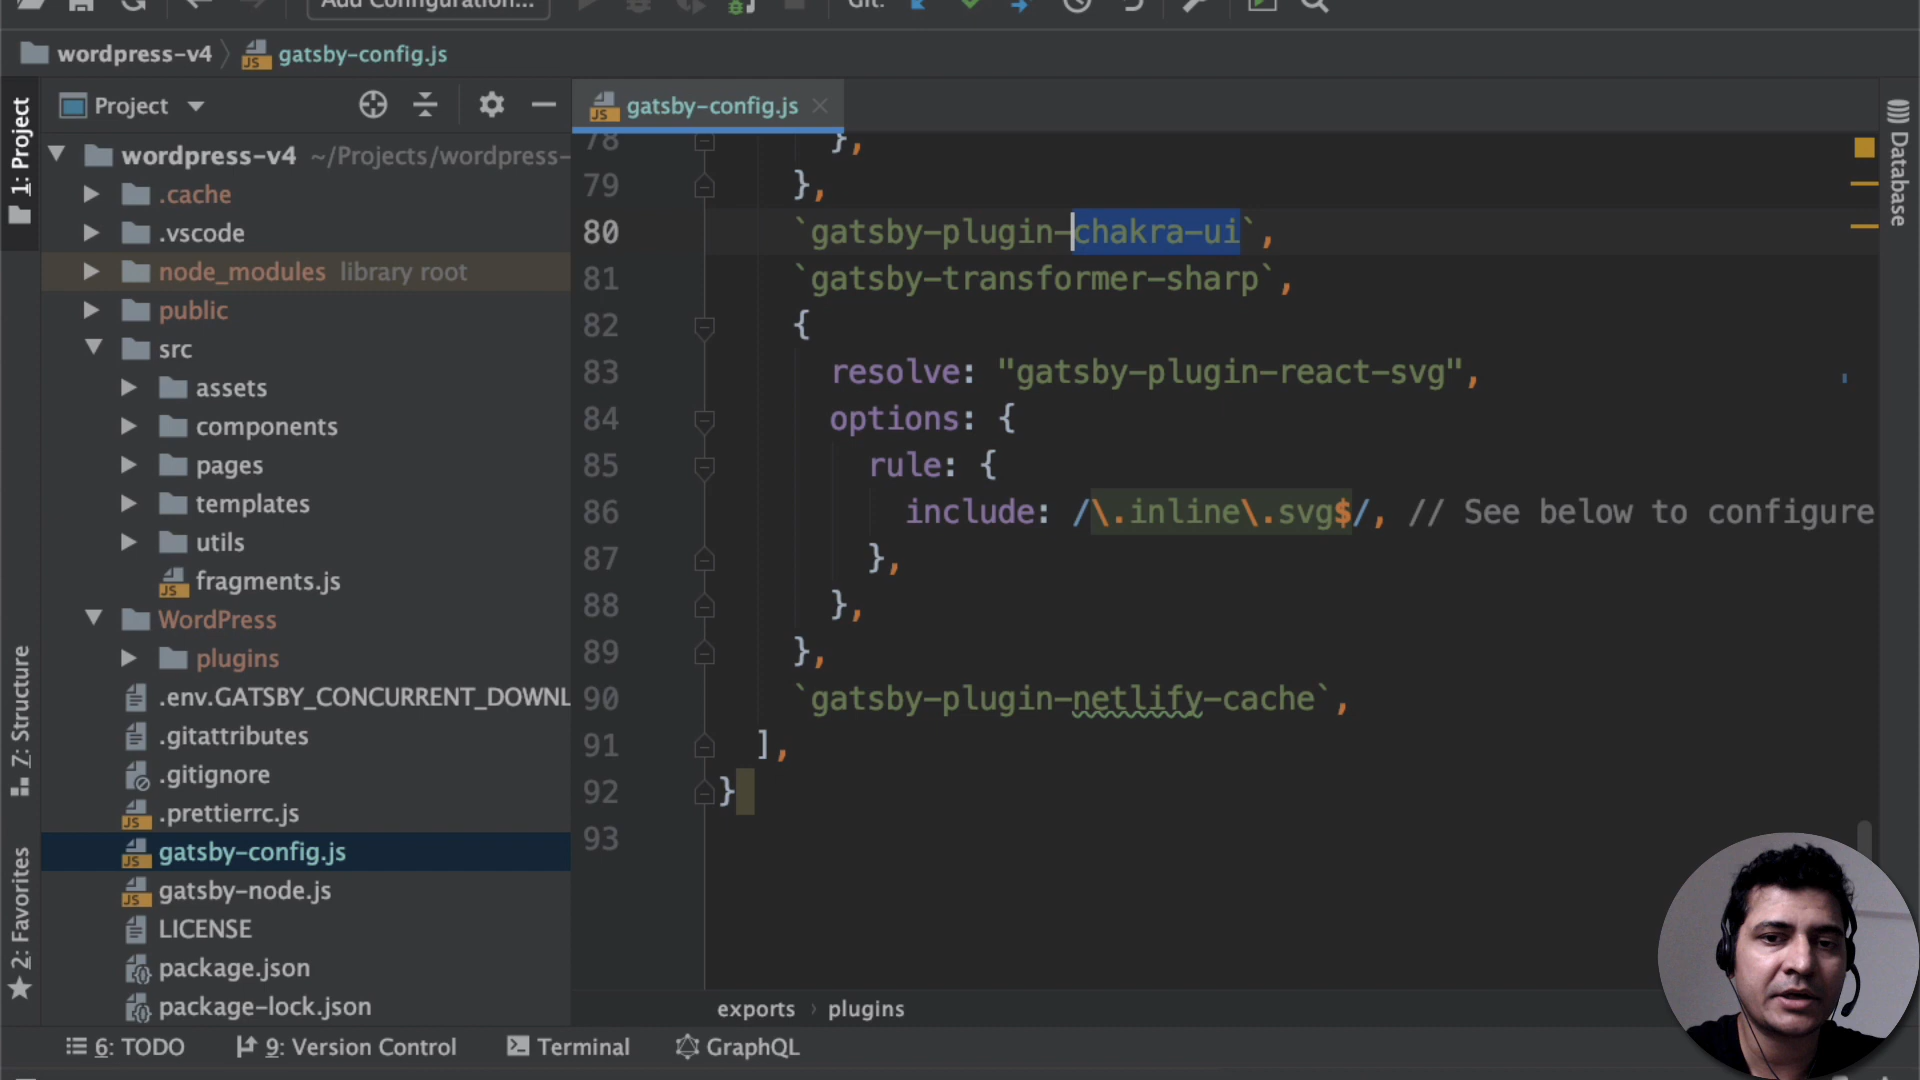 Add Configuration...
Git:
wordpress-v4
gatsby-config.js
1: Project
Project
gatsby-config.js
Database
wordpress-v4 ~/Projects/wordpress-
.cache
.vscode
node_modules library root
public
src
assets
components
pages
templates
utils
fragments.js
WordPress
plugins
.env.GATSBY_CONCURRENT_DOWNL
.gitattributes
.gitignore
.prettierrc.js
gatsby-config.js
gatsby-node.js
LICENSE
package.json
package-lock.json
Z: Structure
2: Favorites
78 },
79 },
80 `gatsby-plugin-chakra-ui`,
81 `gatsby-transformer-sharp`,
82 {
83 resolve: "gatsby-plugin-react-svg",
84 options: {
85 rule: {
86 include: /\.inline\.svg$/, // See below to configure
87 },
88 },
89 },
90 `gatsby-plugin-netlify-cache`,
91 ],
92 }
93
exports › plugins
6: TODO
9: Version Control
Terminal
GraphQL